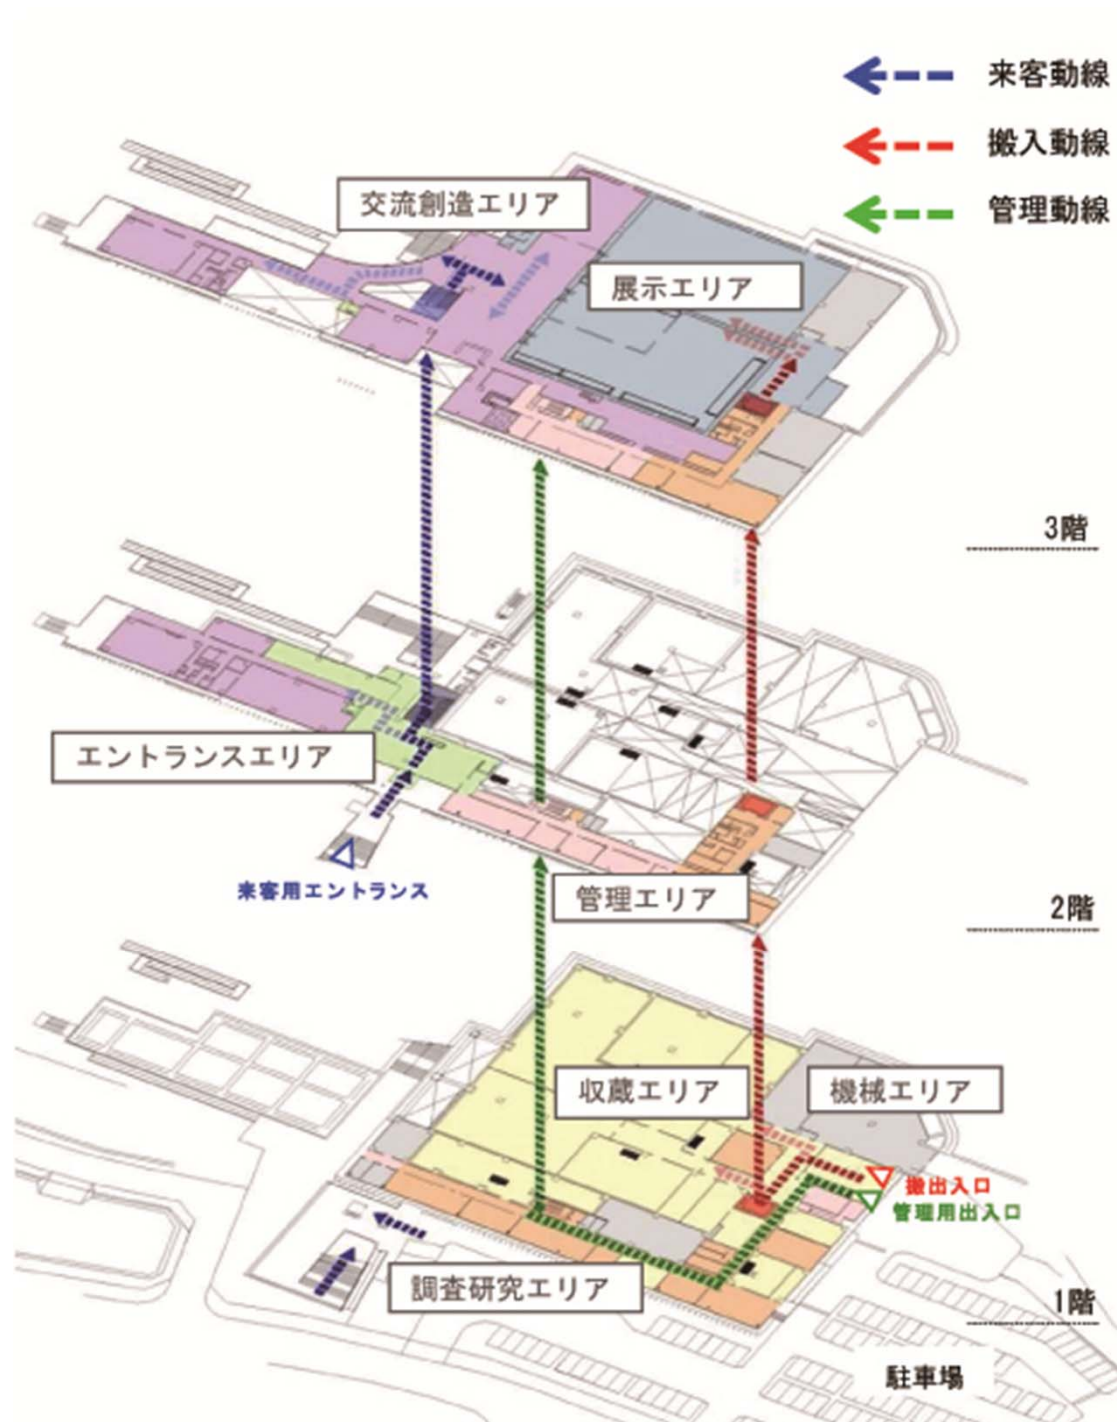 来客動線
搬入動線
管理動線
交流創造エリア
展示エリア
3階
エントランスエリア
来客用エントランス
管理エリア
2階
収蔵エリア
機械エリア
搬出入口
管理用出入口
調査研究エリア
1階
駐車場